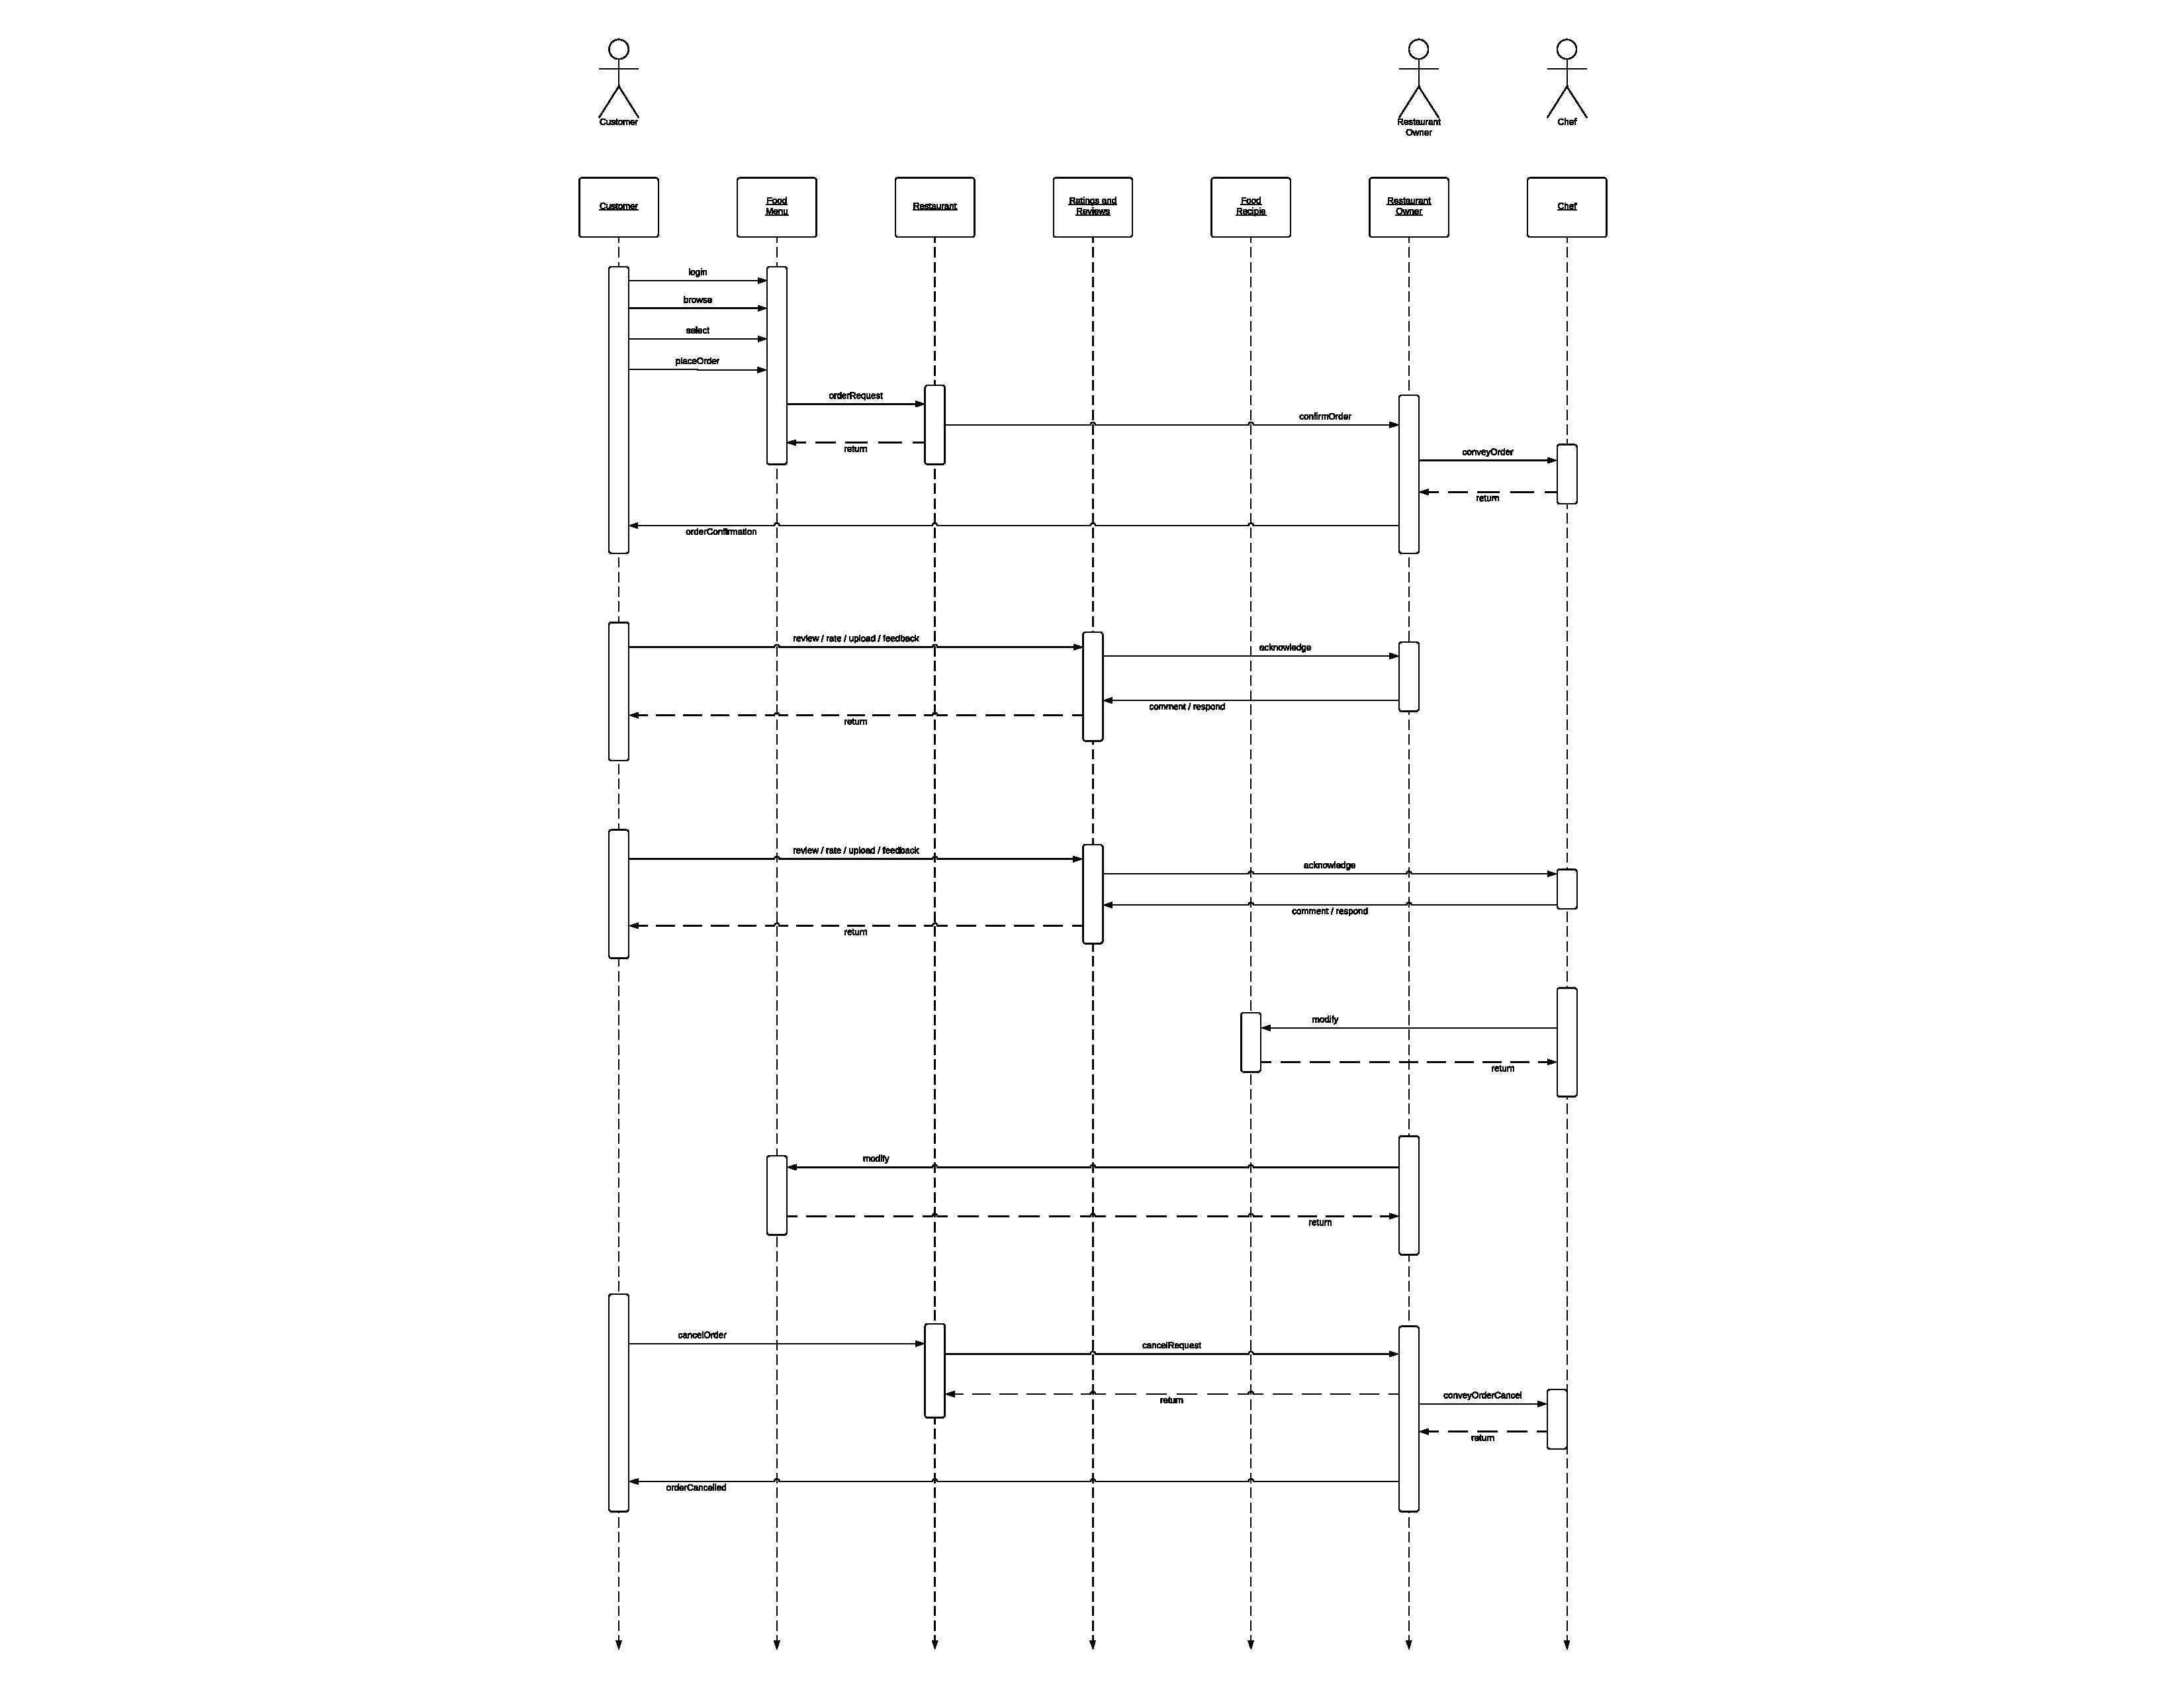 Customer
Restaurant
Owner
Chef
Customer
Food
Menu
Restaurant
Ratings and
Reviews
Food
Recipie
Restaurant
Owner
Chef
login
browse
select
placeOrder
orderRequest
confirmOrder
return
conveyOrder
return
orderConfirmation
review / rate / upload / feedback
acknowledge
comment / respond
return
review / rate / upload / feedback
acknowledge
comment / respond
return
modify
return
modify
return
cancelOrder
cancelRequest
return
conveyOrderCancel
return
orderCancelled